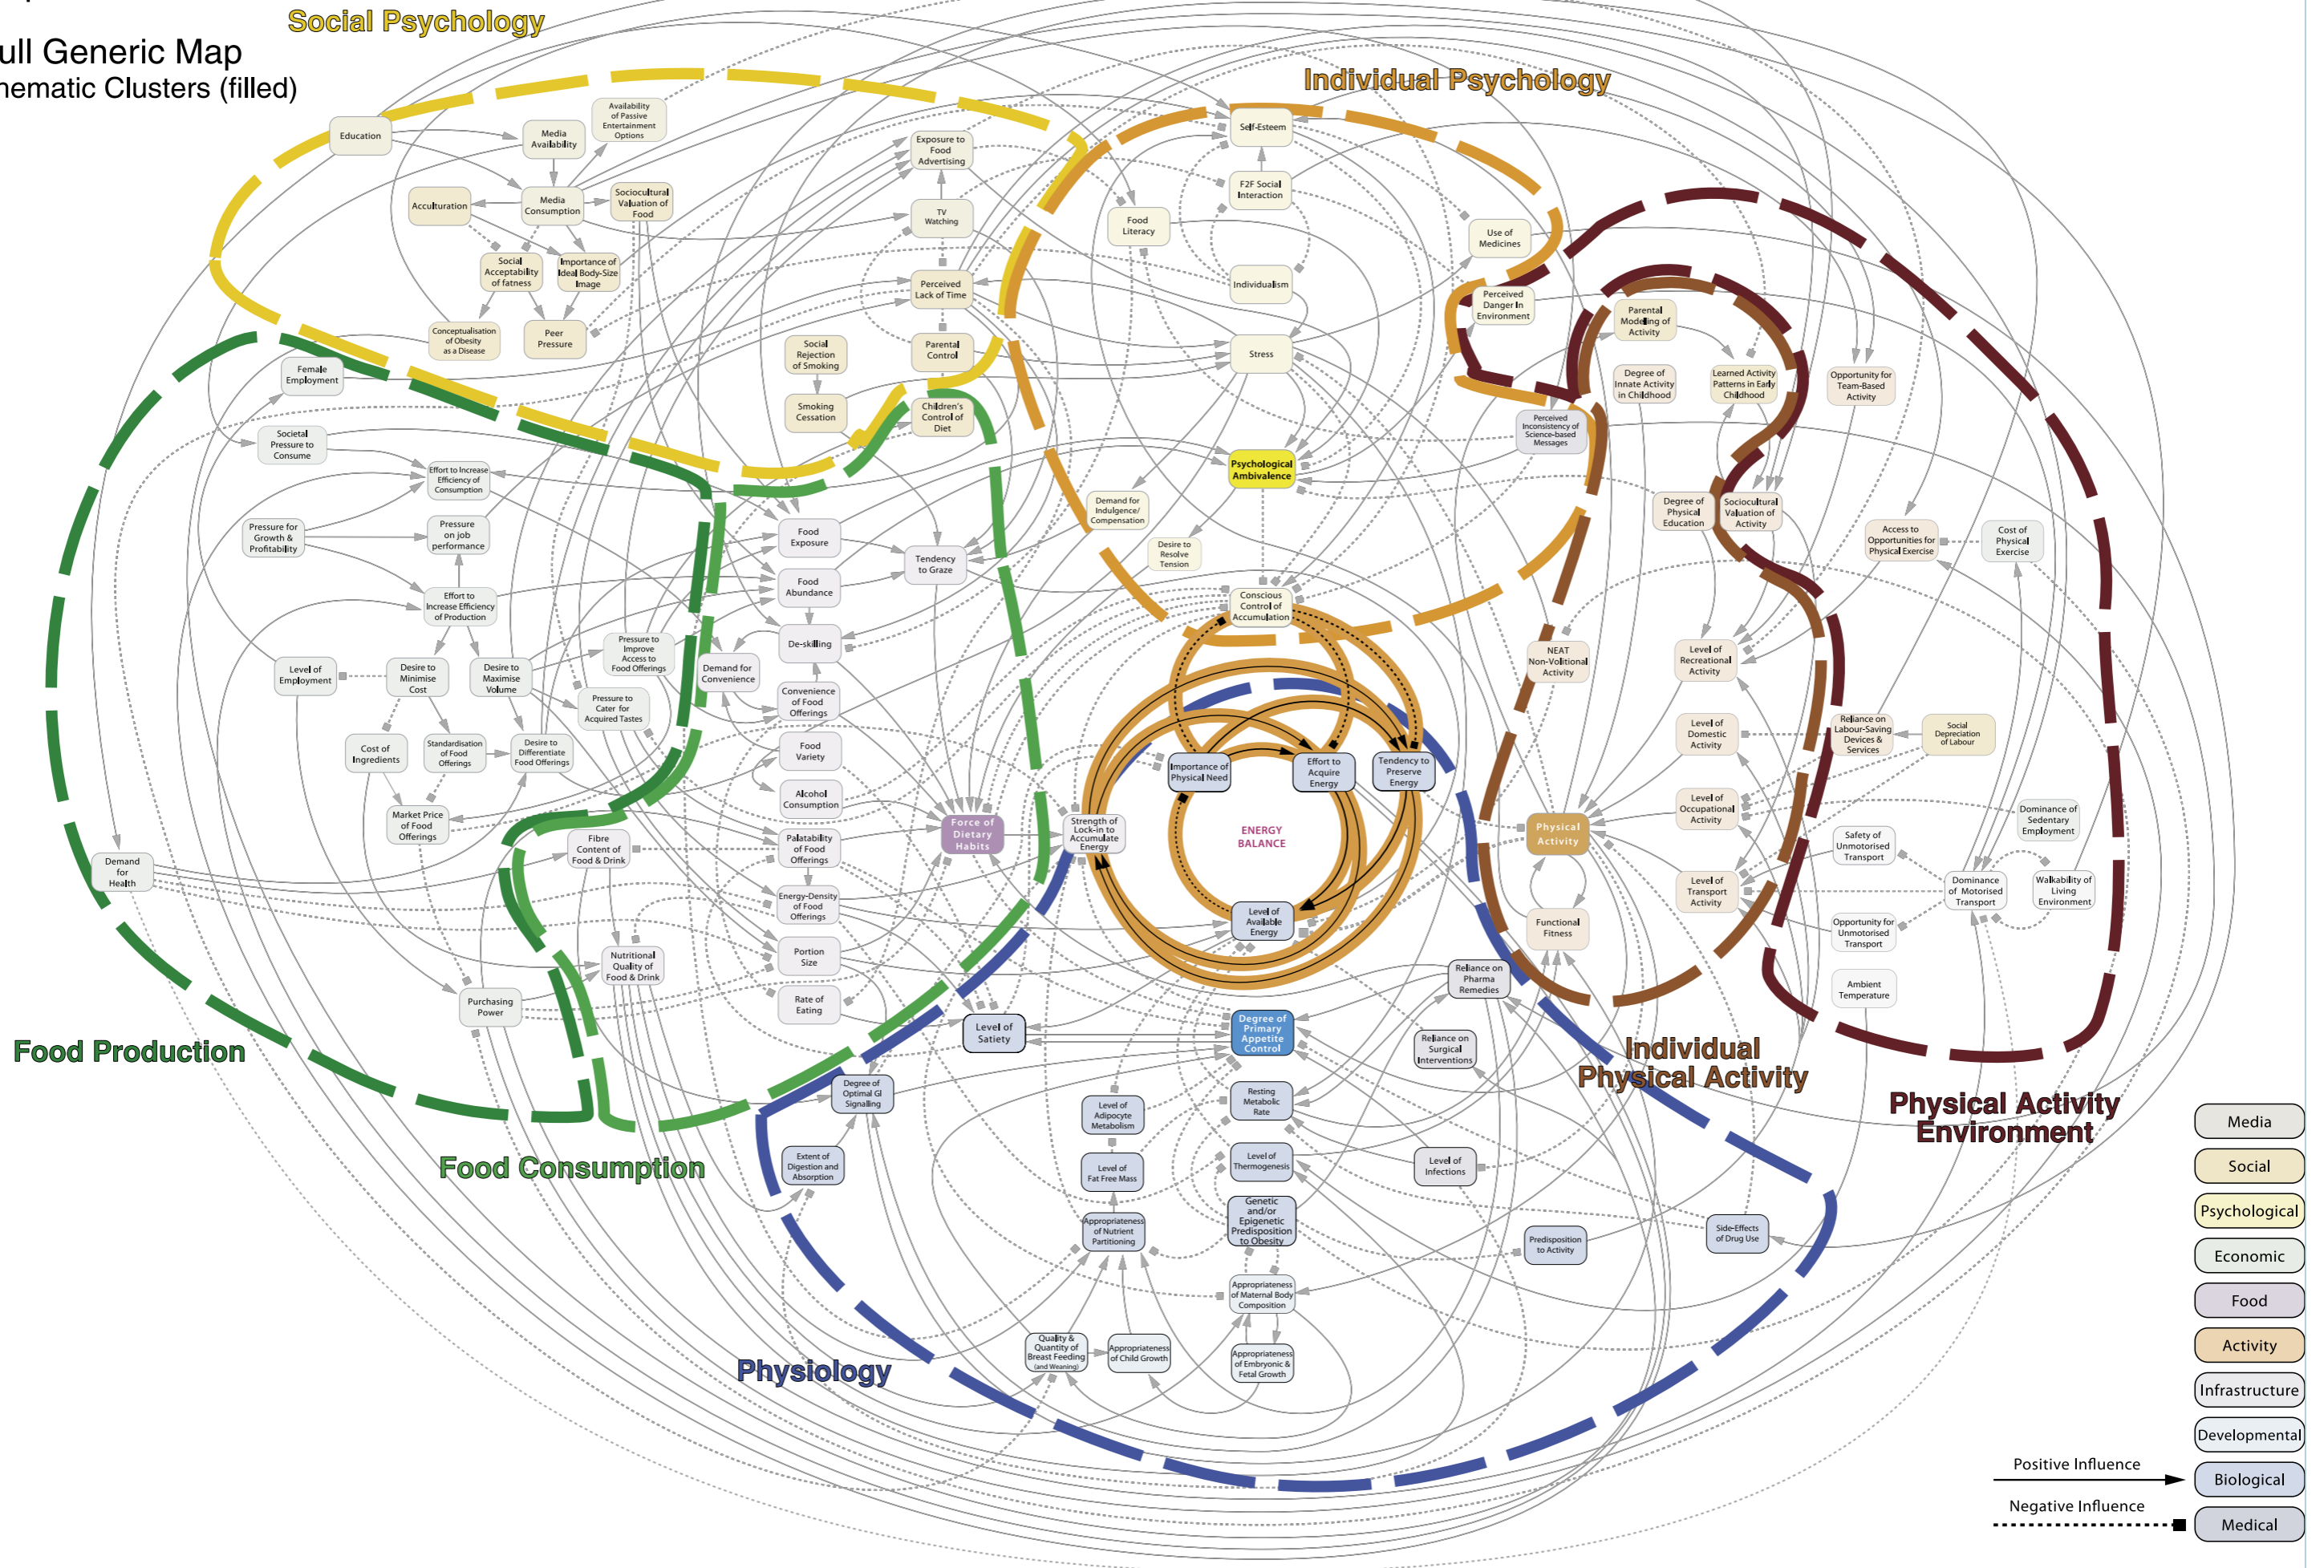 Social Psychology
ull Generic Map
hematic Clusters (filled)
Individual Psychology
Education
Media
Availability
Availability
of Passive
Entertainment
Options
Exposure to
Food
Advertising
Self-Esteem
Acculturation
Media
Consumption
Sociocultural
Valuation of
Food
TV
Watching
Food
Literacy
F2F Social
Interaction
Use of
Medicines
Social
Acceptability
of fatness
Importance of
Ideal Body-Size
Image
Perceived
Lack of Time
Individualism
Perceived
Danger In
Environment
Parental
Modeling of
Activity
Conceptualisation
of Obesity
as a Disease
Peer
Pressure
Social
Rejection
of Smoking
Parental
Control
Stress
Female
Employment
Smoking
Cessation
Children's
Control of
Diet
Degree of
Innate Activity
in Childhood
Learned Activity
Patterns in Early
Childhood
Opportunity for
Team-Based
Activity
Societal
Pressure to
Consume
Effort to Increase
Efficiency of
Consumption
Psychological
Ambivalence
Perceived
Inconsistency of
Science-based
Messages
Pressure for
Growth &
Profitability
Pressure
on job
performance
Food
Exposure
Tendency
to Graze
Demand for
Indulgence/
Compensation
Desire to
Resolve
Tension
Degree of
Physical
Education
Sociocultural
Valuation of
Activity
Access to
Opportunities for
Physical Exercise
Cost of
Physical
Exercise
Effort to
Increase Efficiency
of Production
Food
Abundance
Conscious
Control of
Accumulation
Level of
Employment
Desire to
Minimise
Cost
Desire to
Maximise
Volume
Pressure to
Improve
Access to
Food Offerings
Demand for
Convenience
De-skilling
NEAT
Non-Volitional
Activity
Level of
Recreational
Activity
Pressure to
Cater for
Acquired Tastes
Convenience
of Food
Offerings
Cost of
Ingredients
Standardisation
of Food
Offerings
Desire to
Differentiate
Food Offerings
Food
Variety
Importance of
Physical Need
Effort to
Acquire
Energy
Tendency to
Preserve
Energy
Level of
Domestic
Activity
Reliance on
Labour-Saving
Devices &
Services
Social
Depreciation
of Labour
Alcohol
Consumption
Market Price
of Food
Offerings
Fibre
Content of
Food & Drink
Palatability
of Food
Offerings
Force of
Dietary
Habits
Strength of
Lock-in to
Accumulate
Energy
ENERGY
BALANCE
Physical
Activity
Level of
Occupational
Activity
Safety of
Unmotorised
Transport
Dominance of
Sedentary
Employment
Demand
for
Health
Energy-Density
of Food
Offerings
Level of
Available
Energy
Functional
Fitness
Level of
Transport
Activity
Opportunity for
Unmotorised
Transport
Dominance
of Motorised
Transport
Walkability of
Living
Environment
Nutritional
Quality of
Food & Drink
Portion
Size
Reliance on
Pharma
Remedies
Ambient
Temperature
Purchasing
Power
Rate of
Eating
Level of
Satiety
Degree of
Primary
Appetite
Control
Reliance on
Surgical
Interventions
Food Production
Individual
Physical Activity
Degree of
Optimal GI
Signalling
Level of
Adipocyte
Metabolism
Resting
Metabolic
Rate
Physical Activity
Environment
Food Consumption
Extent of
Digestion and
Absorption
Level of
Fat Free Mass
Level of
Thermogenesis
Level of
Infections
Appropriateness
of Nutrient
Partitioning
Genetic
and/or
Epigenetic
Predisposition
to Obesity
Predisposition
to Activity
Side-Effects
of Drug Use
Appropriateness
of Maternal Body
Composition
Physiology
Quality &
Quantity of
Breast Feeding
(and Weaning)
Appropriateness
of Child Growth
Appropriateness
of Embryonic &
Fetal Growth
Media
Social
Psychological
Economic
Food
Activity
Infrastructure
Developmental
Biological
Medical
Positive Influence
Negative Influence